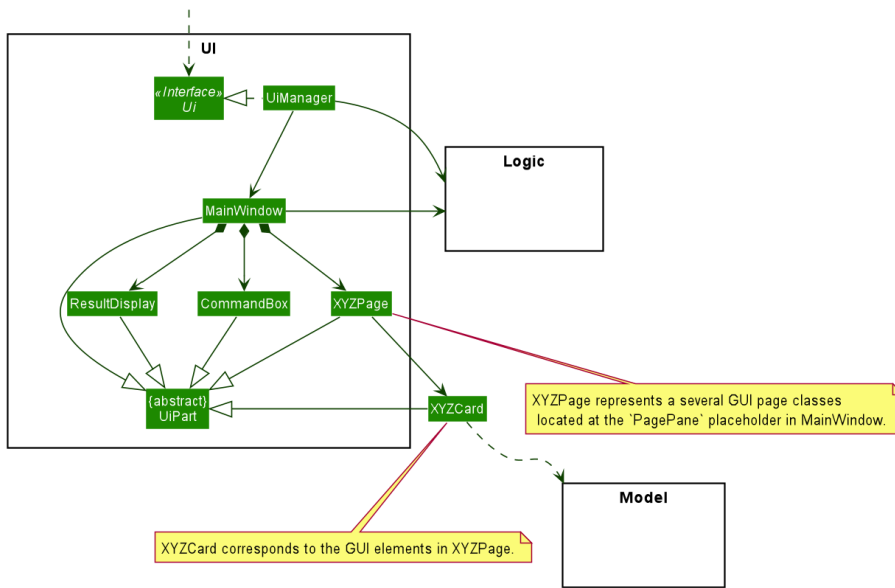 UI
«Interface»
Ui
UiManager
Logic
MainWindow
ResultDisplay
CommandBox
XYZPage
{abstract}
UiPart
XYZCard
XYZPage represents a several GUI page classes
located at the `PagePane` placeholder in MainWindow.
Model
XYZCard corresponds to the GUI elements in XYZPage.